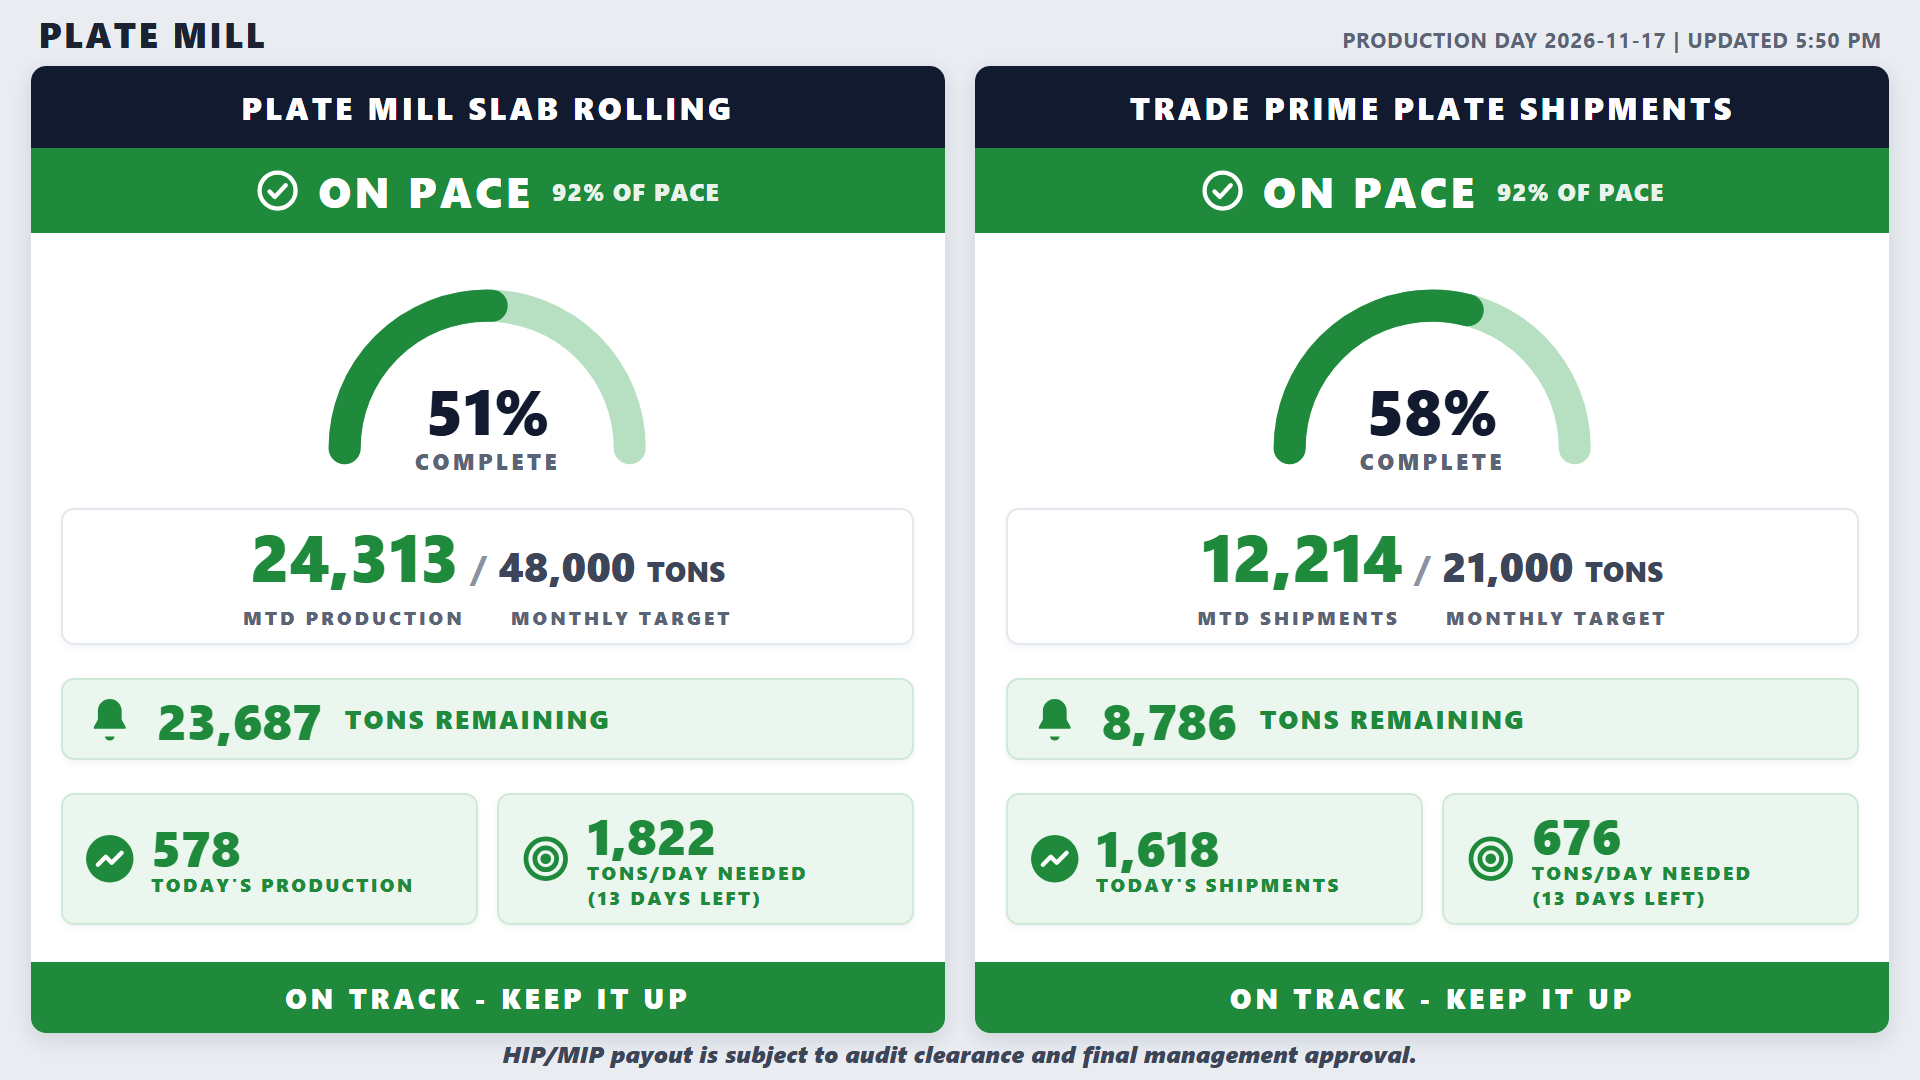 PLATE MILL
PRODUCTION DAY 2026-11-17 | UPDATED 5:50 PM
PLATE MILL SLAB ROLLING
ON PACE 92% OF PACE
51%
COMPLETE
24,313 / 48,000 TONS
MTD PRODUCTION MONTHLY TARGET
23,687 TONS REMAINING
578
TODAY'S PRODUCTION
1,822
TONS/DAY NEEDED
(13 DAYS LEFT)
ON TRACK - KEEP IT UP
TRADE PRIME PLATE SHIPMENTS
ON PACE 92% OF PACE
58%
COMPLETE
12,214 / 21,000 TONS
MTD SHIPMENTS MONTHLY TARGET
8,786 TONS REMAINING
1,618
TODAY'S SHIPMENTS
676
TONS/DAY NEEDED
(13 DAYS LEFT)
ON TRACK - KEEP IT UP
HIP/MIP payout is subject to audit clearance and final management approval.